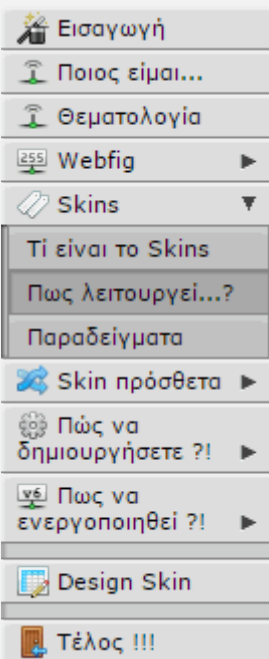 Εισαγωγή
Ποιος είμαι...
Θεματολογία
255 Webfig
Skins
Τί είναι το Skins
Πως λειτουργεί...?
Παραδείγματα
Skin πρόσθετα
Πώς να
δημιουργήσετε ?!
v6 Πως να
ενεργοποιηθεί ?!
Design Skin
Τέλος !!!